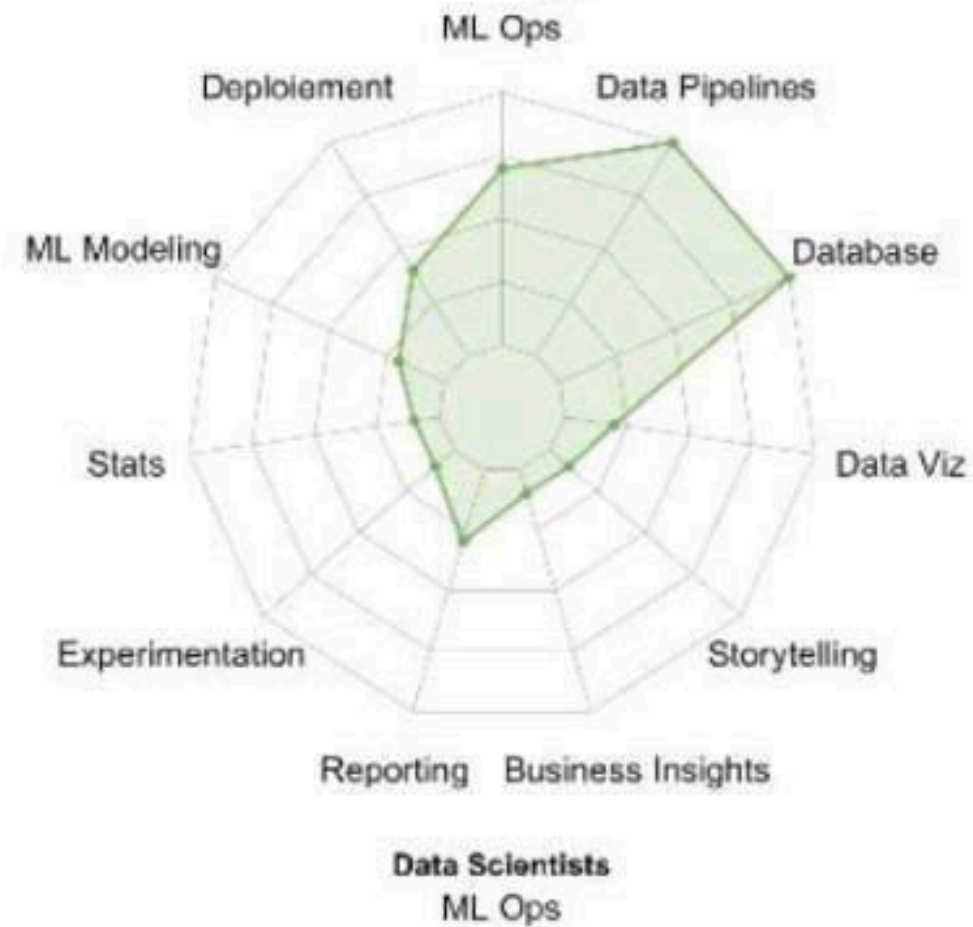 ML Ops
Deploiement
Data Pipelines
ML Modeling
Database
Stats
Data Viz
Experimentation
Storytelling
Reporting
Business Insights
Data Scientists
ML Ops